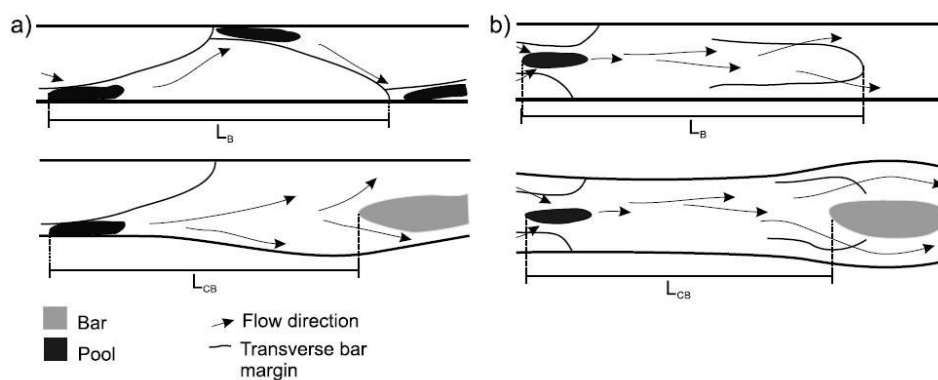 a)
b)
L_B
L_B
L_CB
L_CB
Bar
Pool
Flow direction
Transverse bar
margin